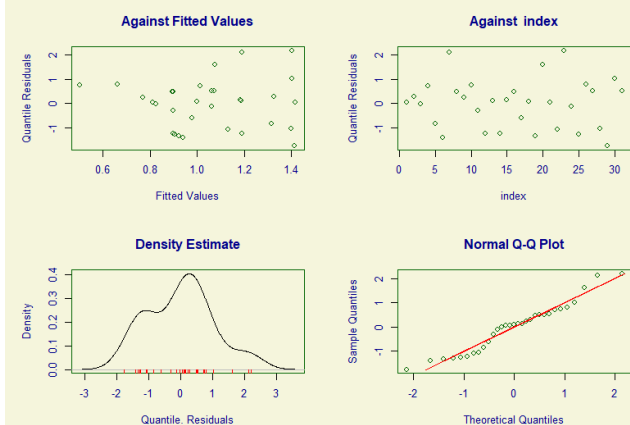 Against Fitted Values
Quantile Residuals
2
1
0
-1
0.6 0.8 1.0 1.2 1.4
Fitted Values
Against index
Quantile Residuals
2
1
0
-1
0 5 10 15 20 25 30
index
Density Estimate
Density
0.4
0.3
0.2
0.1
0.0
-3 -2 -1 0 1 2 3
Quantile. Residuals
Normal Q-Q Plot
Sample Quantiles
2
1
0
-1
-2 -1 0 1 2
Theoretical Quantiles